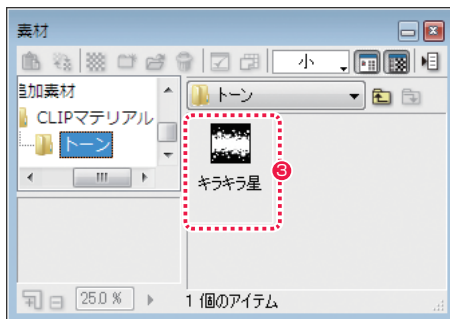 素材
小
追加素材
トーン
CLIPマテリアル
トーン
❸
キラキラ星
25.0 %
1 個のアイテム